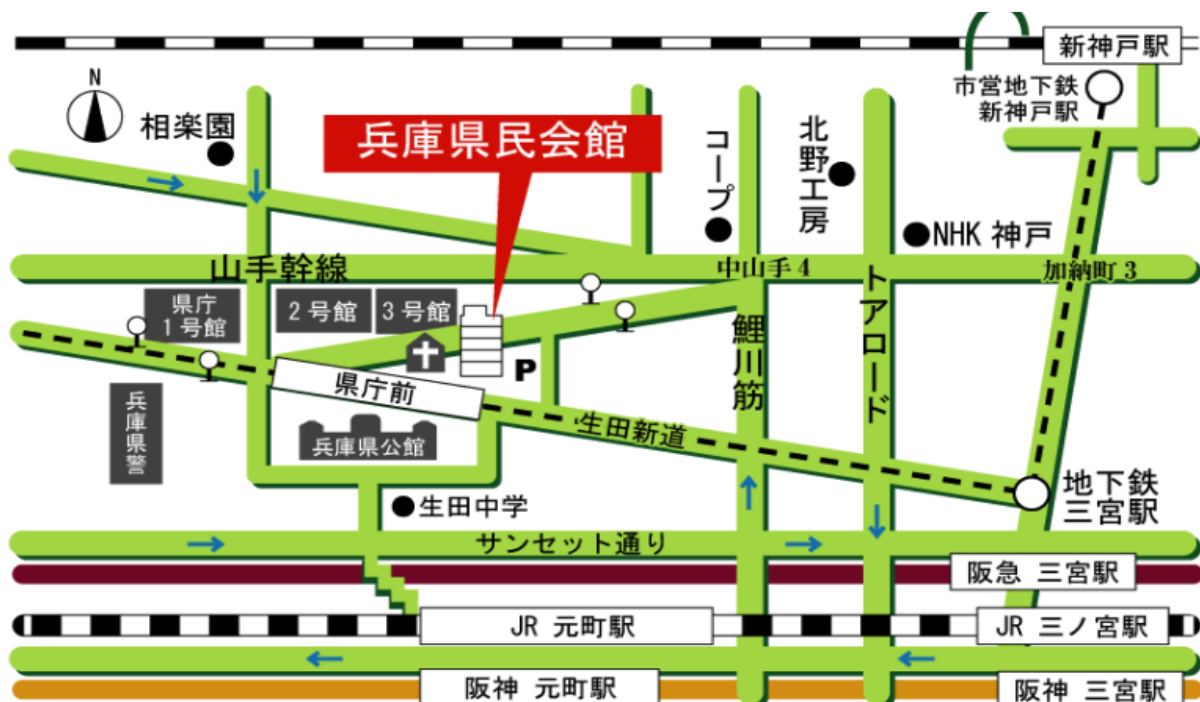 新神戸駅
N
市営地下鉄
新神戸駅
相楽園
兵庫県民会館
コープ
北野工房
NHK 神戸
山手幹線
中山手4
加納町3
トアロード
県庁
1号館
2号館
3号館
鯉川筋
P
県庁前
兵庫県警
兵庫県公館
生田新道
地下鉄
三宮駅
生田中学
サンセット通り
阪急 三宮駅
JR 元町駅
JR 三ノ宮駅
阪神 元町駅
阪神 三宮駅